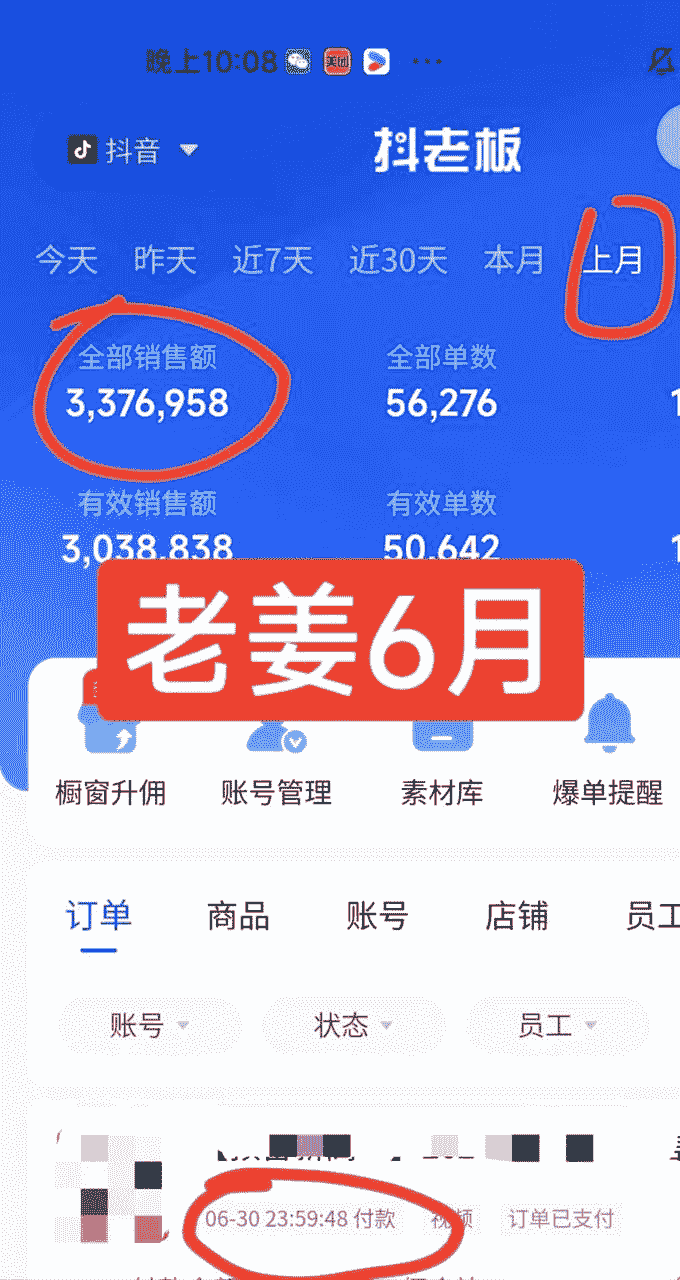 晚上10:08 ···
抖音
抖老板
今天 昨天 近7天 近30天 本月 上月
全部销售额 全部单数
3,376,958 56,276
有效销售额 有效单数
3,038,838 50,642
老姜6月
橱窗升佣 账号管理 素材库 爆单提醒
订单 商品 账号 店铺 员工
账号 状态 员工
06-30 23:59:48 付款 视频 订单已支付